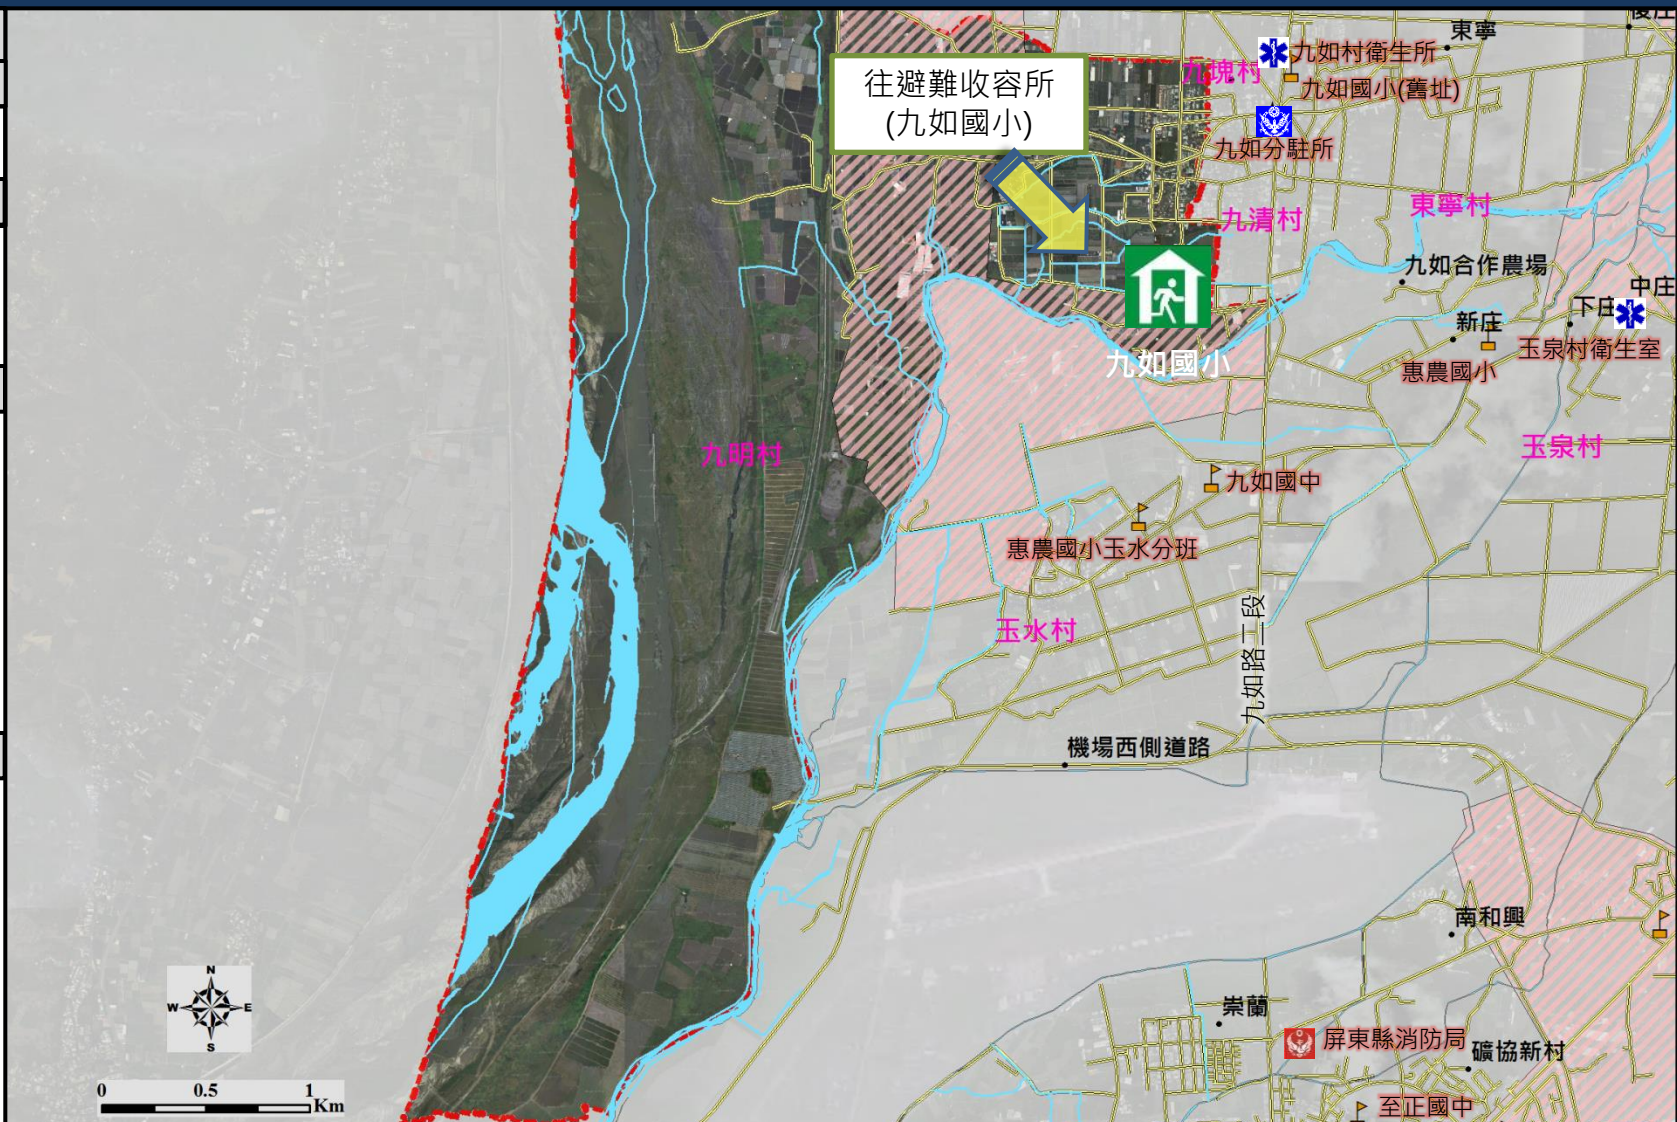 東寧
九如村衛生所
九塊村
九如國小(舊址)
往避難收容所
(九如國小)
九如分駐所
東寧村
九清村
九如合作農場
中庄
下庄
新庄
玉泉村衛生室
九如國小
惠農國小
九明村
玉泉村
九如國中
惠農國小玉水分班
玉水村
九如路二段
機場西側道路
南和興
N
W
E
S
崇蘭
屏東縣消防局
礦協新村
0 0.5 1 Km
至正國中